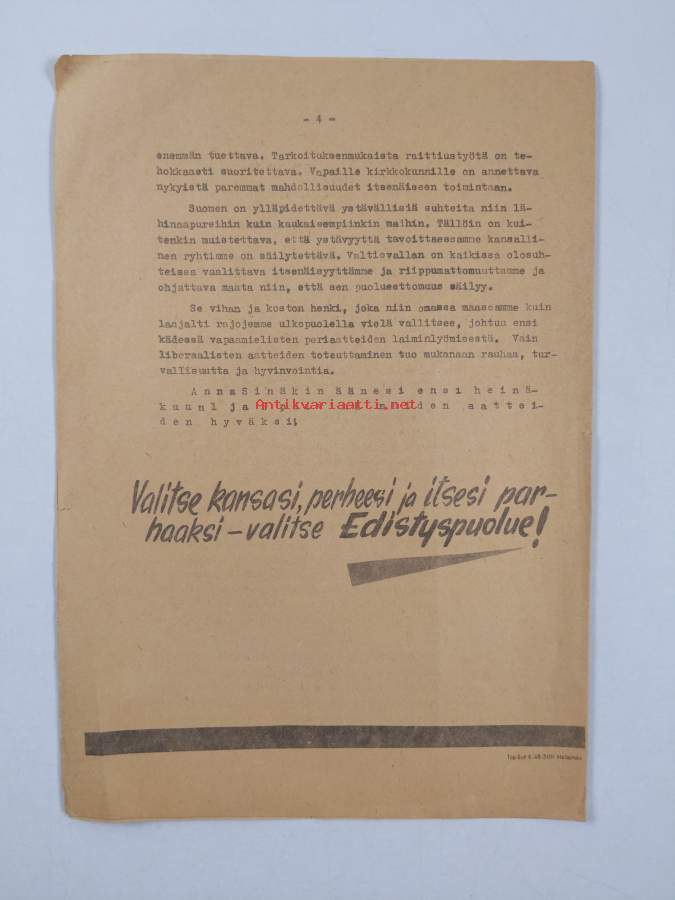 - 4 -
enemmän tuettava. Tarkoituksenmukaista raittiustyötä on te-
hokkaasti suoritettava. Vapaille kirkkokunnille on annettava
nykyistä paremmat mahdollisuudet itsenäiseen toimintaan.
Suomen on ylläpidettävä ystävällisiä suhteita niin lä-
hinaapureihin kuin kaukaisempiinkin maihin. Tällöin on kui-
tenkin muistettava, että ystävyyttä tavoittaessamme kansalli-
nen ryhtimme on säilytettävä. Valtiovallan on kaikissa olosuh-
teissa vaalittava itsenäisyyttämme ja riippumattomuuttamme ja
ohjattava maata niin, että sen puolueettomuus säilyy.
Se vihan ja koston henki, joka niin omassa maassamme kuin
laajalti rajojemme ulkopuolella vielä vallitsee, johtuu ensi
kädessä vapaamielisten periaatteiden laiminlyömisestä. Vain
liberaalisten aatteiden toteuttaminen tuo mukanaan rauhaa, tur-
vallisuutta ja hyvinvointia.
Anna Sinäkin äänesi ensi heinä-
kuun 1 ja aattei-
den hyväksi!
Antikvariaatti.net
Valitse kansasi, perheesi ja itsesi par-
haaksi – valitse Edistyspuolue!